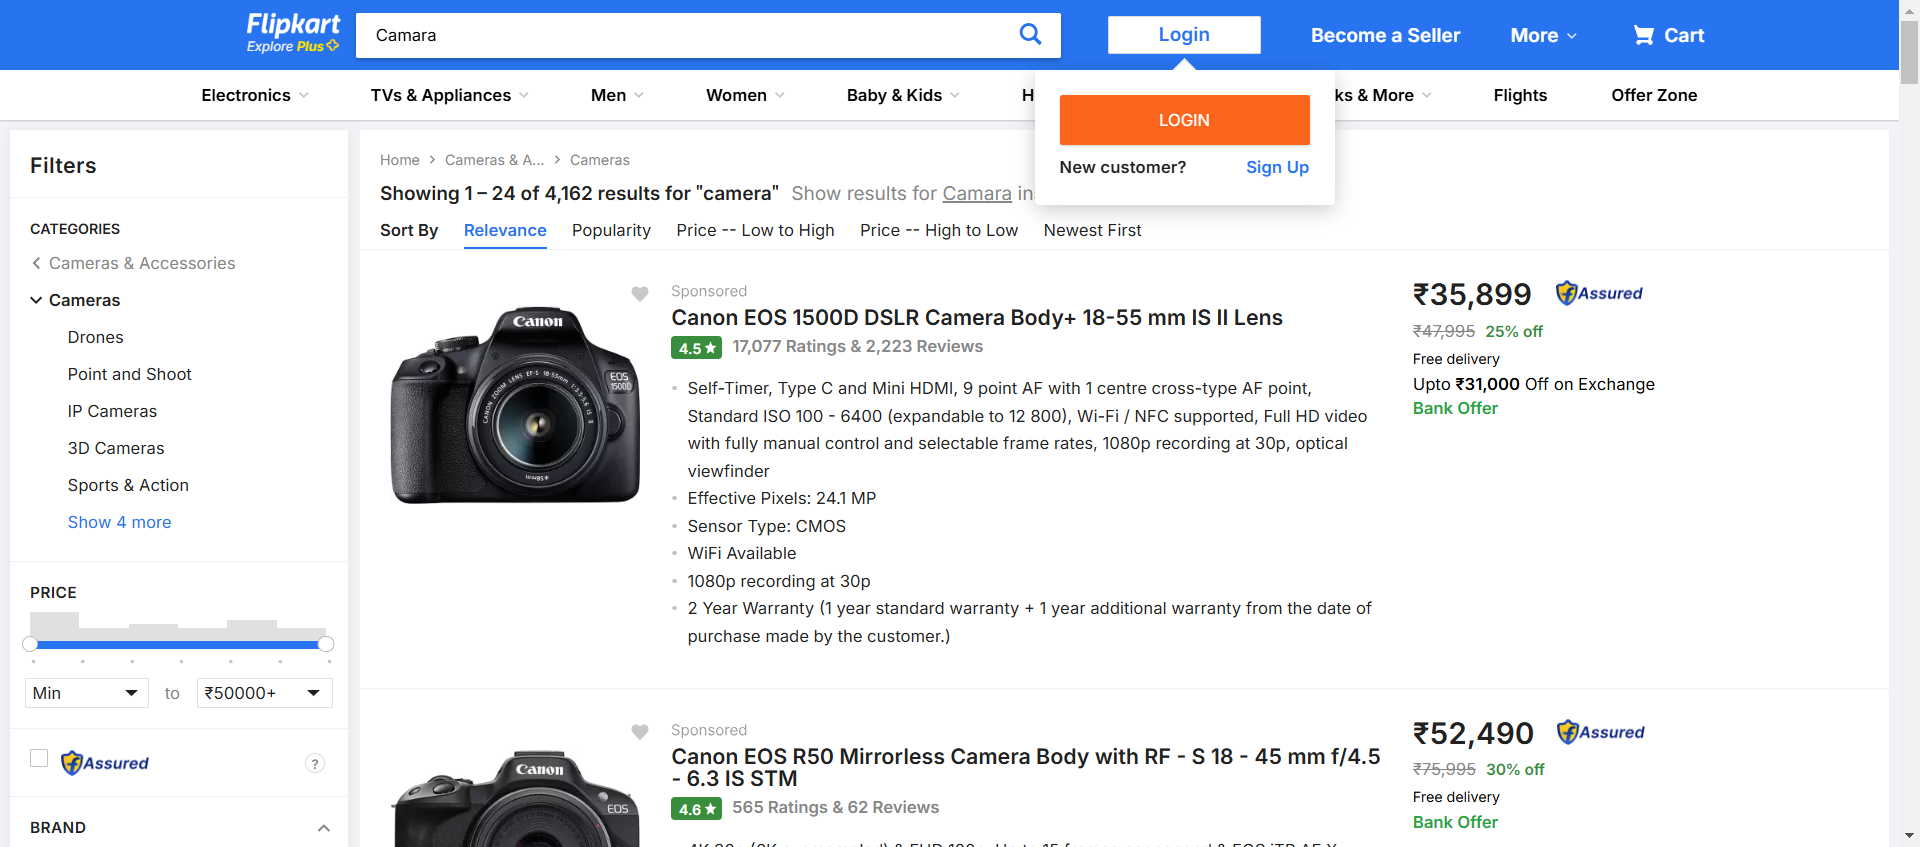 Flipkart
Explore Plus
Camara
Login
Become a Seller
More
Cart
Electronics
TVs & Appliances
Men
Women
Baby & Kids
H
ks & More
Flights
Offer Zone
LOGIN
New customer?
Sign Up
Filters
CATEGORIES
Cameras & Accessories
Cameras
Drones
Point and Shoot
IP Cameras
3D Cameras
Sports & Action
Show 4 more
PRICE
Min
to
₹50000+
Assured
?
BRAND
Home
Cameras & A...
Cameras
Showing 1 – 24 of 4,162 results for "camera"
Show results for Camara in
Sort By
Relevance
Popularity
Price -- Low to High
Price -- High to Low
Newest First
Canon
EOS
1500D
Sponsored
Canon EOS 1500D DSLR Camera Body+ 18-55 mm IS II Lens
4.5
17,077 Ratings & 2,223 Reviews
Self-Timer, Type C and Mini HDMI, 9 point AF with 1 centre cross-type AF point,
Standard ISO 100 - 6400 (expandable to 12 800), Wi-Fi / NFC supported, Full HD video
with fully manual control and selectable frame rates, 1080p recording at 30p, optical
viewfinder
Effective Pixels: 24.1 MP
Sensor Type: CMOS
WiFi Available
1080p recording at 30p
2 Year Warranty (1 year standard warranty + 1 year additional warranty from the date of
purchase made by the customer.)
₹35,899
Assured
₹47,995 25% off
Free delivery
Upto ₹31,000 Off on Exchange
Bank Offer
Canon
EOS
Sponsored
Canon EOS R50 Mirrorless Camera Body with RF - S 18 - 45 mm f/4.5
- 6.3 IS STM
4.6
565 Ratings & 62 Reviews
₹52,490
Assured
₹75,995 30% off
Free delivery
Bank Offer